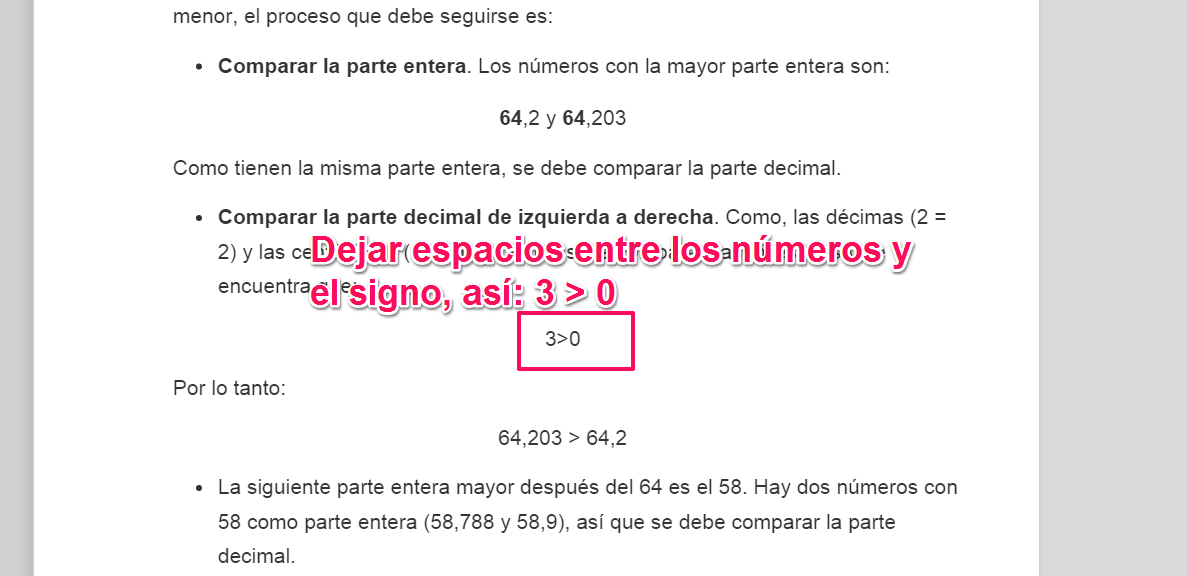 menor, el proceso que debe seguirse es:
• Comparar la parte entera. Los números con la mayor parte entera son:
64,2 y 64,203
Como tienen la misma parte entera, se debe comparar la parte decimal.
• Comparar la parte decimal de izquierda a derecha. Como, las décimas (2 =
2) y las
Dejar espacios entre los números y
encuentra
el signo, así: 3 > 0
3>0
Por lo tanto:
64,203 > 64,2
• La siguiente parte entera mayor después del 64 es el 58. Hay dos números con
58 como parte entera (58,788 y 58,9), así que se debe comparar la parte
decimal.